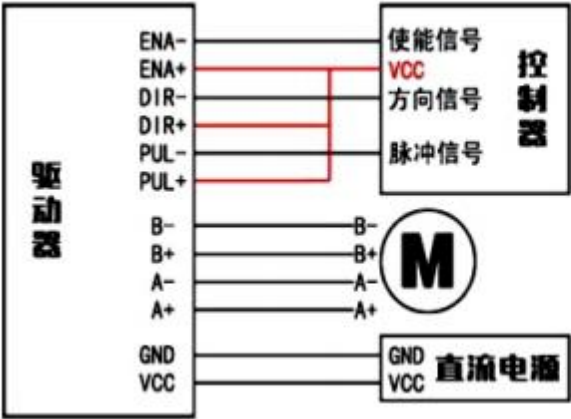 ENA- 使能信号
ENA+ VCC
DIR- 方向信号
DIR+
PUL- 脉冲信号
PUL+
驱动器
控制器
B- B-
B+ B+
A- A-
A+ A+
M
GND GND
VCC VCC
直流电源